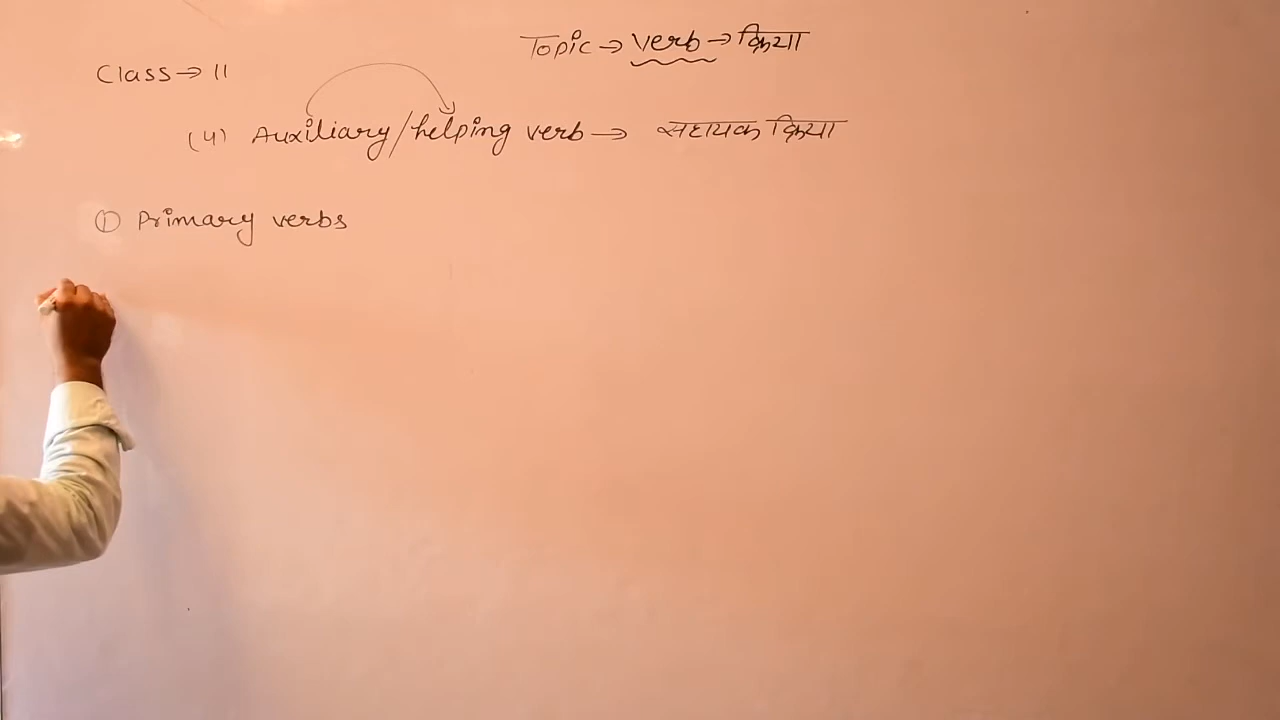 Topic → verb → क्रिया
Class → 11
(4) Auxiliary/helping verb → सहायक क्रिया
① Primary verbs